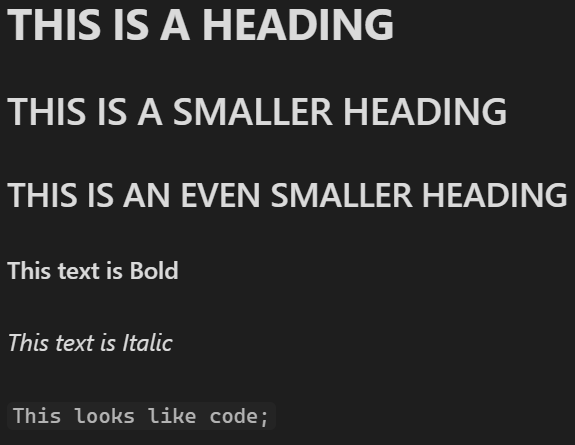 THIS IS A HEADING
THIS IS A SMALLER HEADING
THIS IS AN EVEN SMALLER HEADING
This text is Bold
This text is Italic
This looks like code;